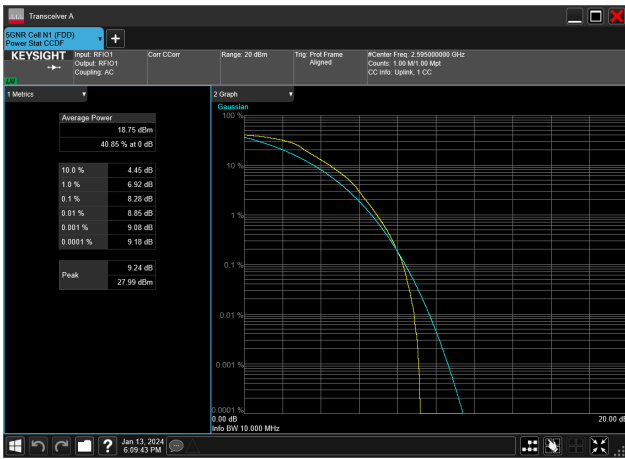 Transceiver A
5GNR Cell N1 (FDD)
Power Stat CCDF
KEYSIGHT
Input: RFIO1
Output: RFIO1
Coupling: AC
Corr CCorr
Range: 20 dBm
Trig: Prot Frame
Aligned
#Center Freq: 2.595000000 GHz
Counts: 1.00 M/1.00 Mpt
CC Info: Uplink, 1 CC
LXI
1 Metrics
Average Power
18.75 dBm
40.85 % at 0 dB
10.0 % 4.45 dB
1.0 % 6.92 dB
0.1 % 8.28 dB
0.01 % 8.85 dB
0.001 % 9.08 dB
0.0001 % 9.18 dB
Peak
9.24 dB
27.99 dBm
2 Graph
Gaussian
100 %
10 %
1 %
0.1 %
0.01 %
0.001 %
0.0001 %
0.00 dB
20.00 dB
Info BW 10.000 MHz
Jan 13, 2024
6:09:43 PM